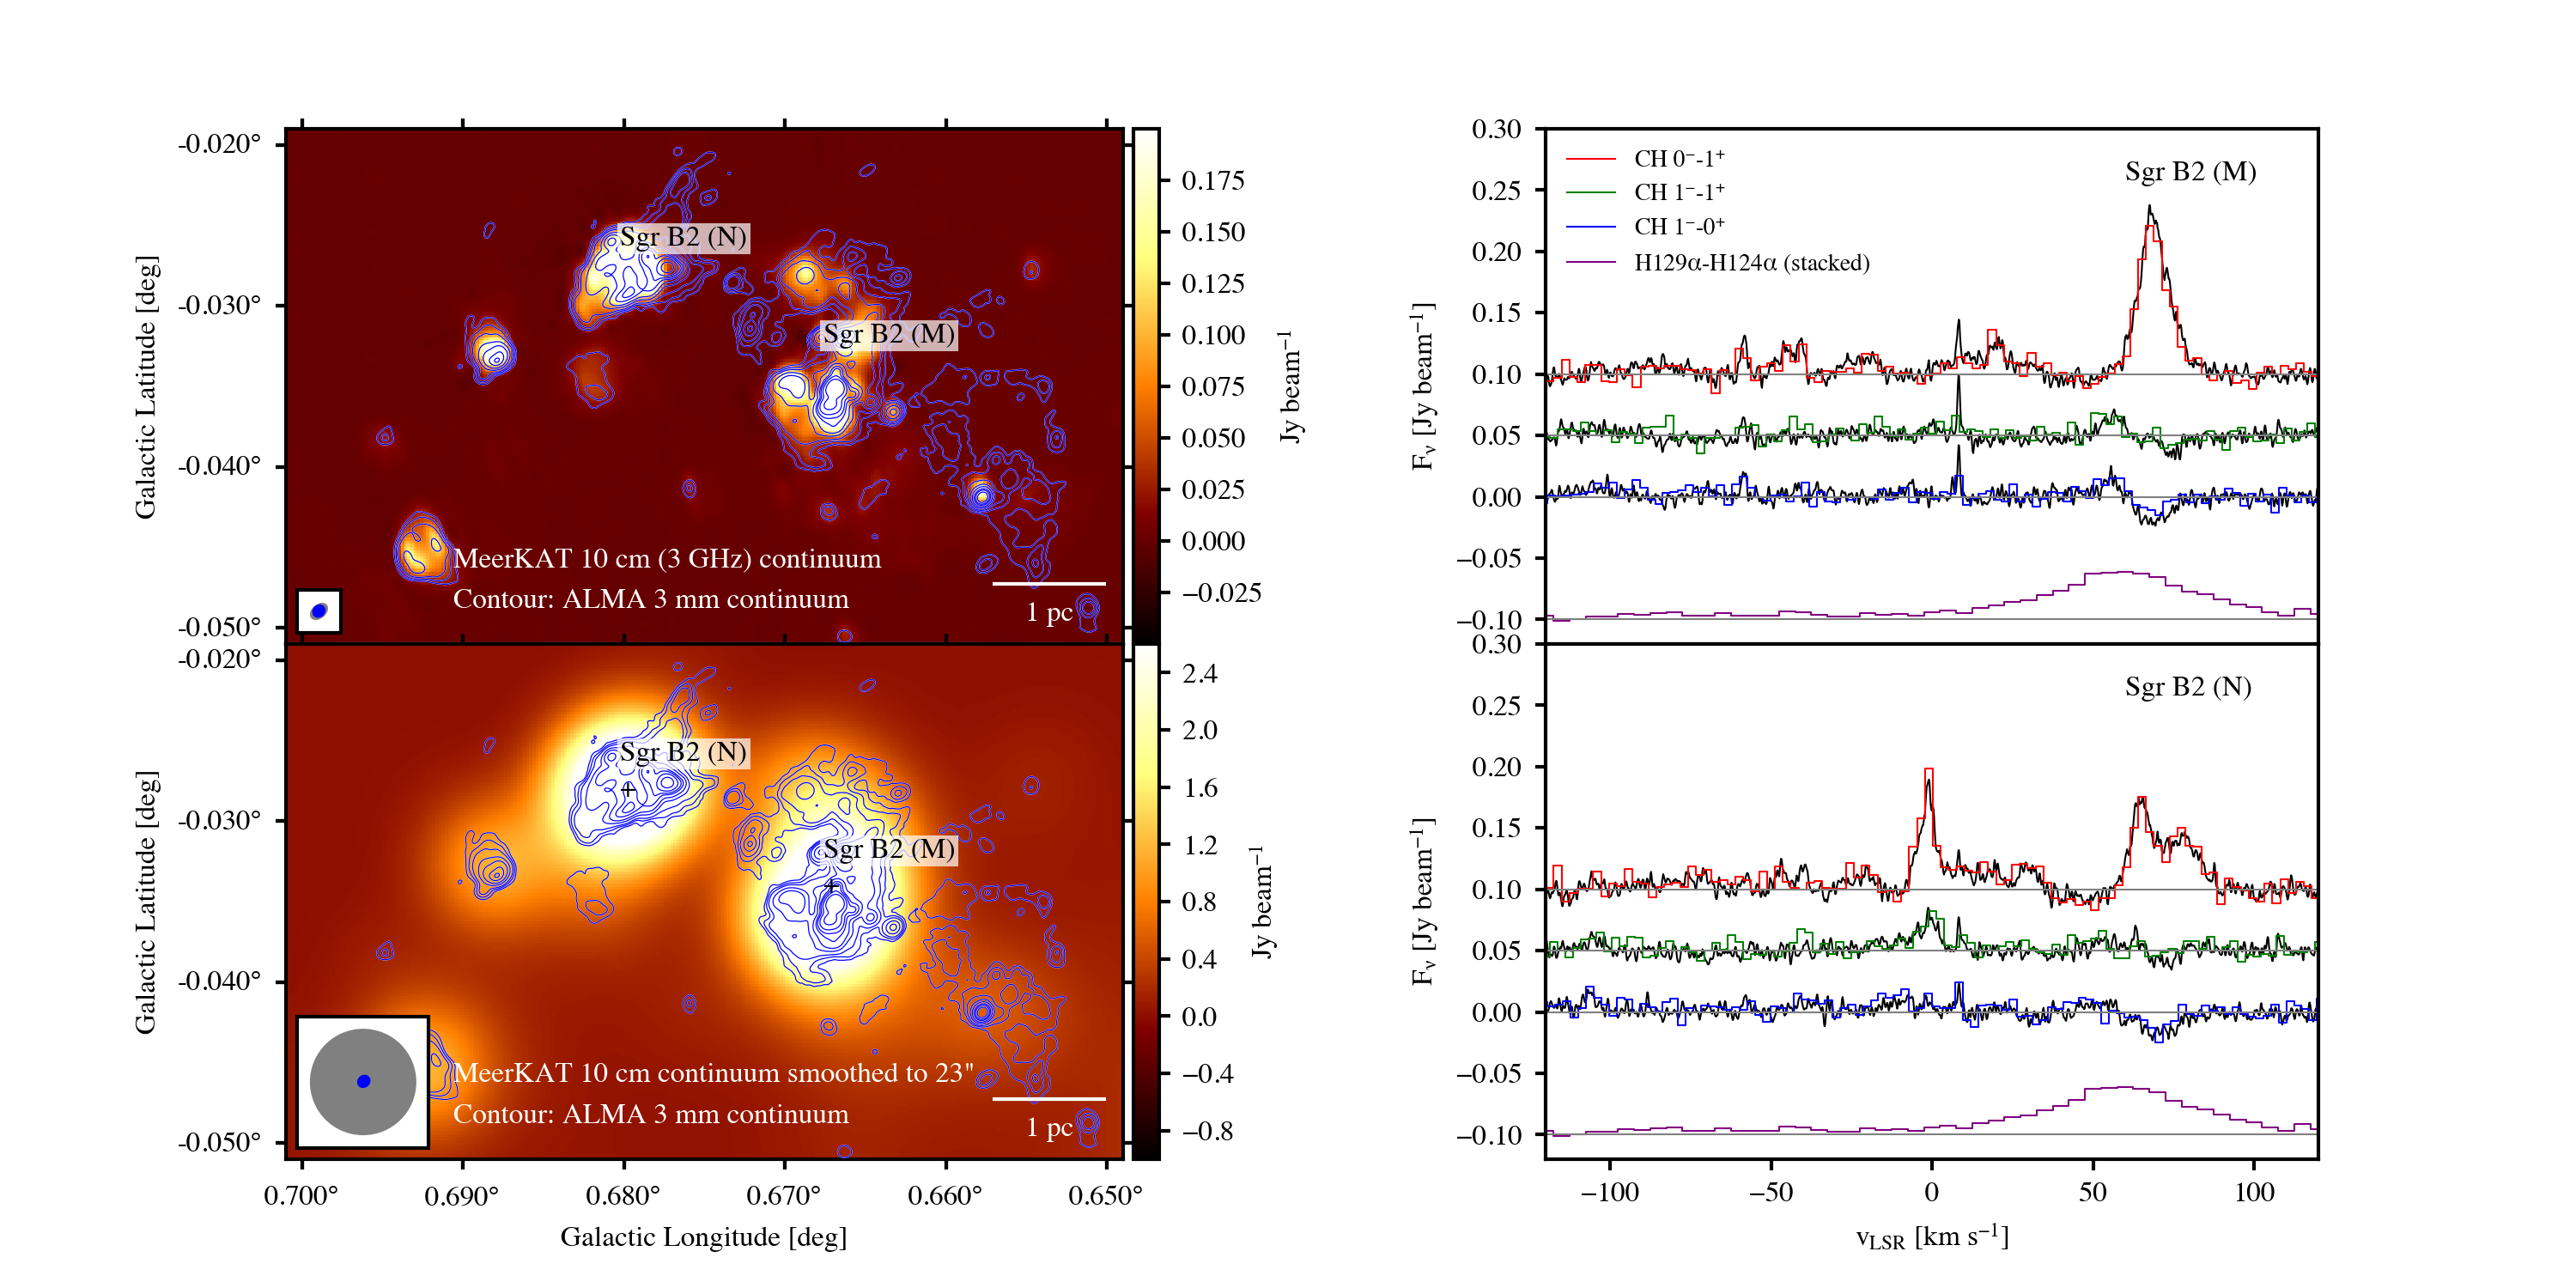 -0.020°
-0.030°
-0.040°
-0.050°
Galactic Latitude [deg]
Sgr B2 (N)
Sgr B2 (M)
MeerKAT 10 cm (3 GHz) continuum
Contour: ALMA 3 mm continuum
1 pc
0.175
0.150
0.125
0.100
0.075
0.050
0.025
0.000
−0.025
Jy beam⁻¹
-0.020°
-0.030°
-0.040°
-0.050°
Galactic Latitude [deg]
Sgr B2 (N)
Sgr B2 (M)
MeerKAT 10 cm continuum smoothed to 23"
Contour: ALMA 3 mm continuum
1 pc
2.4
2.0
1.6
1.2
0.8
0.4
0.0
−0.4
−0.8
Jy beam⁻¹
0.700° 0.690° 0.680° 0.670° 0.660° 0.650°
Galactic Longitude [deg]
0.30
0.25
0.20
0.15
0.10
0.05
0.00
−0.05
−0.10
Fν [Jy beam⁻¹]
CH 0⁻-1⁺
CH 1⁻-1⁺
CH 1⁻-0⁺
H129α-H124α (stacked)
Sgr B2 (M)
0.30
0.25
0.20
0.15
0.10
0.05
0.00
−0.05
−0.10
Fν [Jy beam⁻¹]
Sgr B2 (N)
−100 −50 0 50 100
vLSR [km s⁻¹]